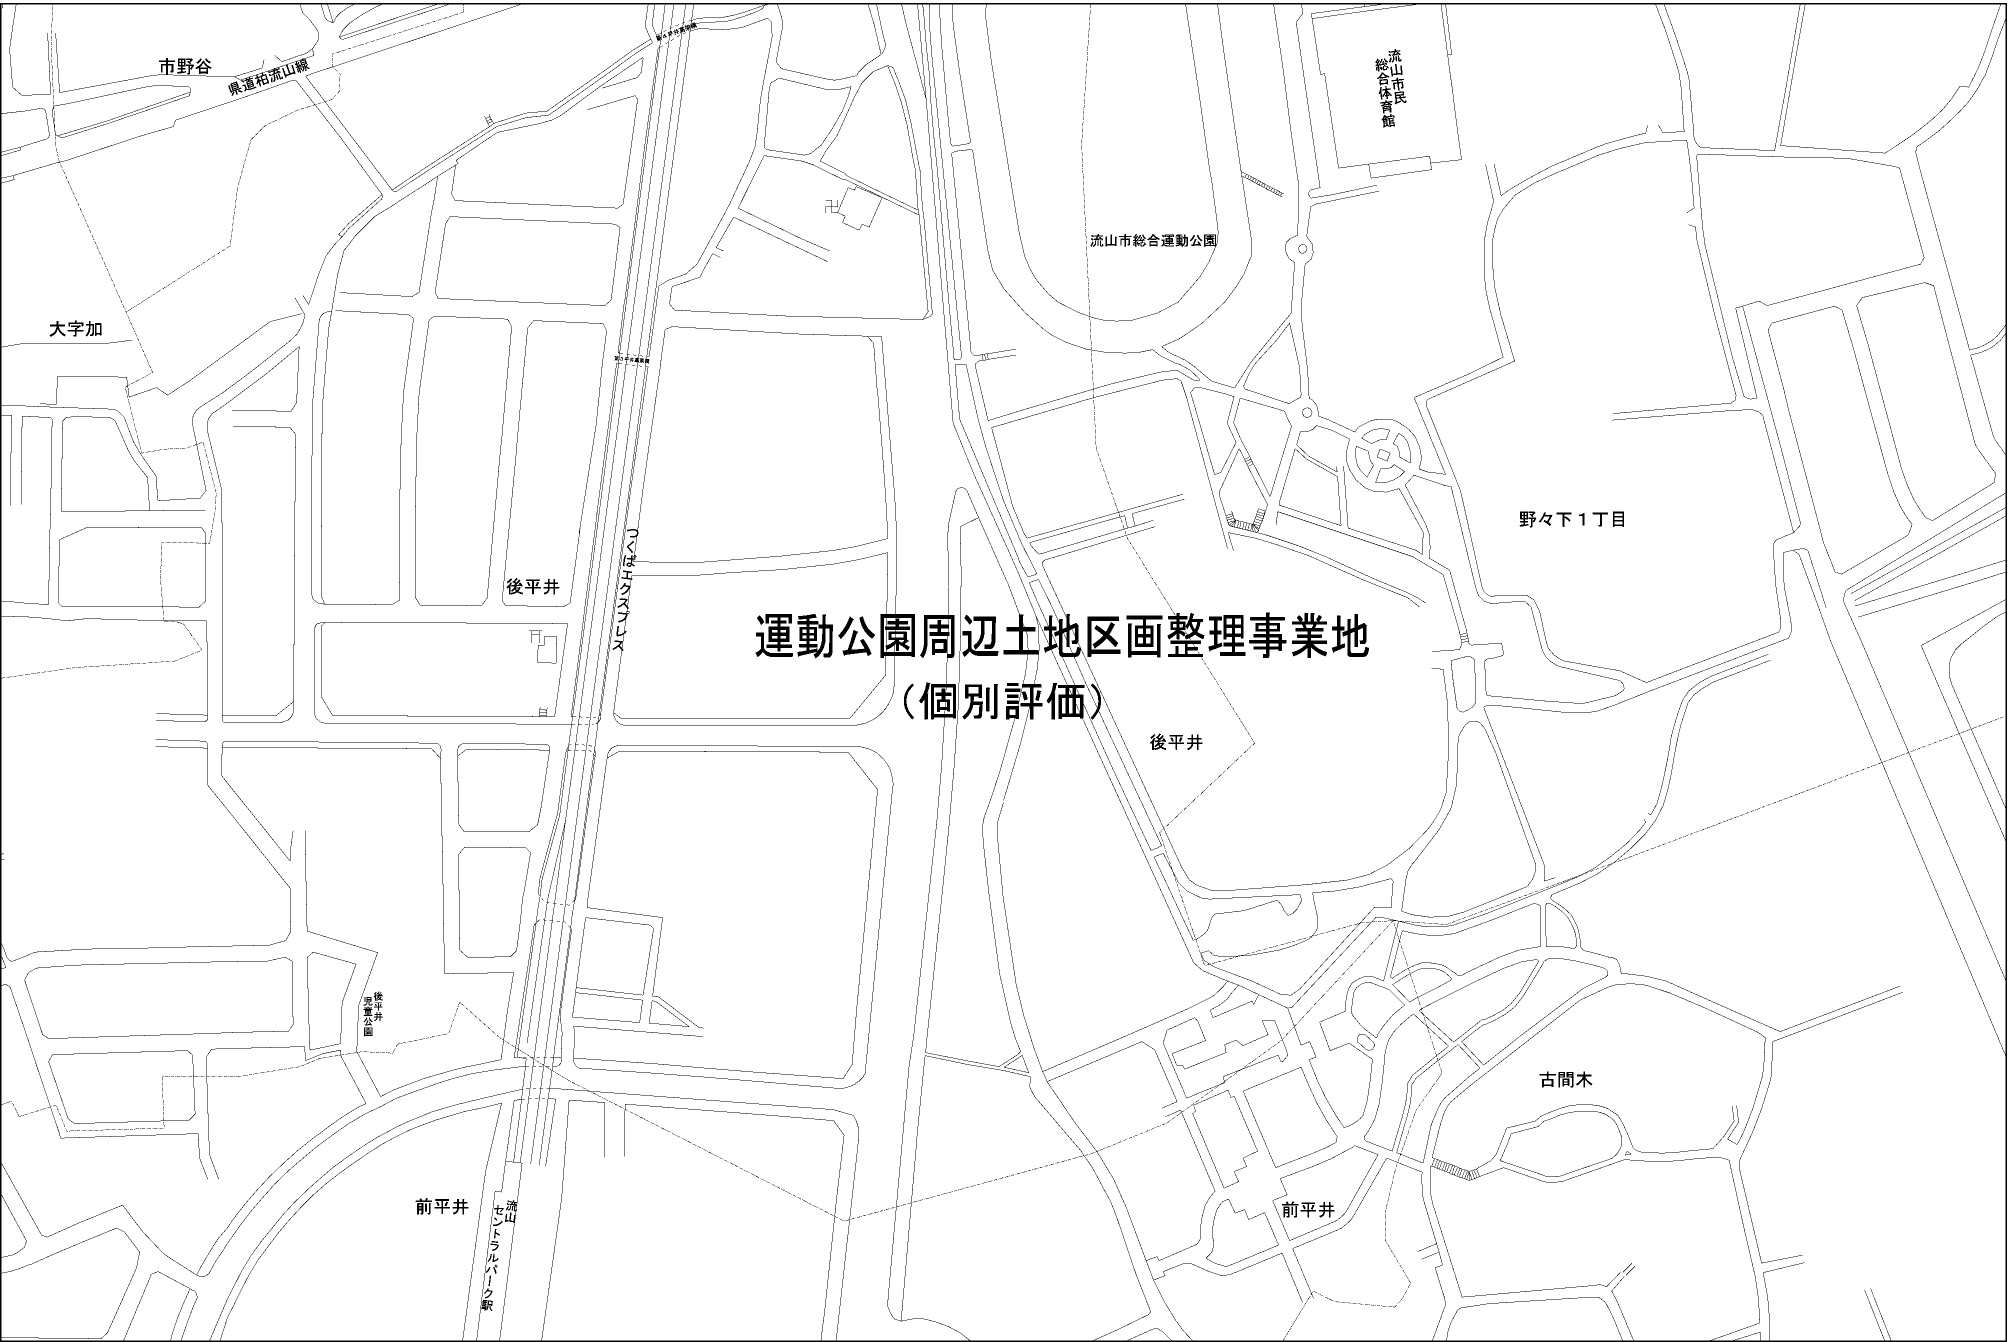 市野谷
県道柏流山線
流山市民
総合体育館
流山市総合運動公園
大字加
野々下１丁目
つくばエクスプレス
後平井
運動公園周辺土地区画整理事業地
（個別評価）
後平井
後平井
児童公園
古間木
前平井
前平井
流山
セントラルパーク駅